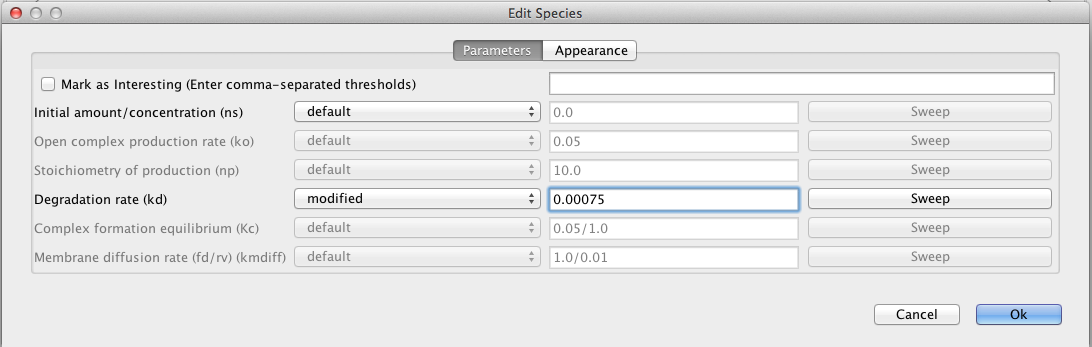 Edit Species
Parameters Appearance
Mark as Interesting (Enter comma-separated thresholds)
Initial amount/concentration (ns) default 0.0 Sweep
Open complex production rate (ko) default 0.05 Sweep
Stoichiometry of production (np) default 10.0 Sweep
Degradation rate (kd) modified 0.00075 Sweep
Complex formation equilibrium (Kc) default 0.05/1.0 Sweep
Membrane diffusion rate (fd/rv) (kmdiff) default 1.0/0.01 Sweep
Cancel Ok